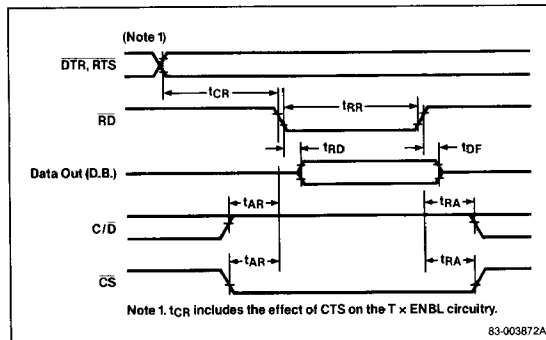 (Note 1)
DTR, RTS
tCR
tRR
RD
tRD
tDF
Data Out (D.B.)
tAR
tRA
C/D
tAR
tRA
CS
Note 1. tCR includes the effect of CTS on the T × ENBL circuitry.
83-003872A